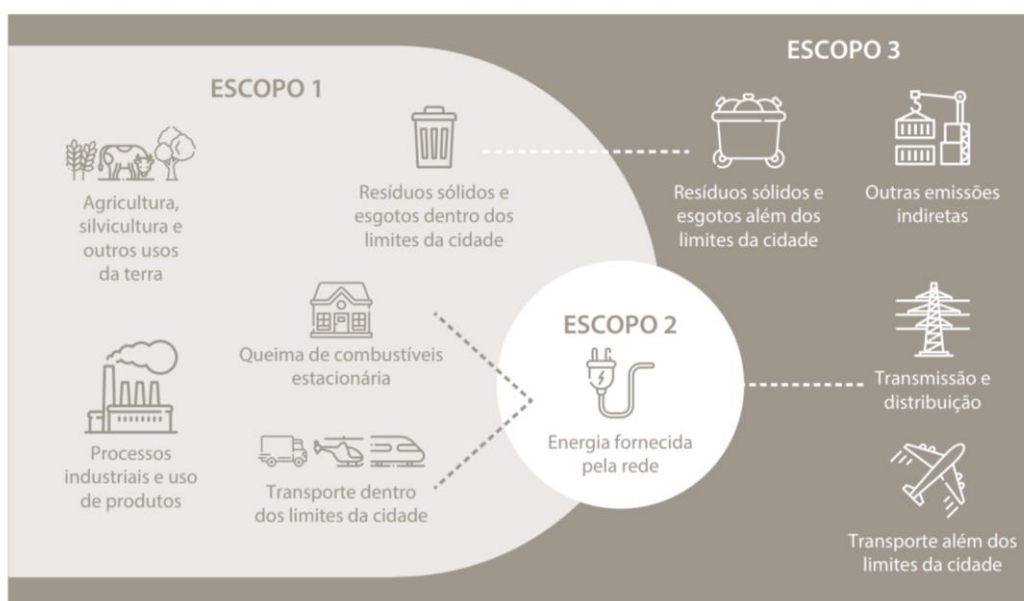 ESCOPO 1
Agricultura,
silvicultura e
outros usos
da terra
Resíduos sólidos e
esgotos dentro dos
limites da cidade
Queima de combustíveis
estacionária
Processos
industriais e uso
de produtos
Transporte dentro
dos limites da cidade
ESCOPO 2
Energia fornecida
pela rede
ESCOPO 3
Resíduos sólidos e
esgotos além dos
limites da cidade
Outras emissões
indiretas
Transmissão e
distribuição
Transporte além dos
limites da cidade